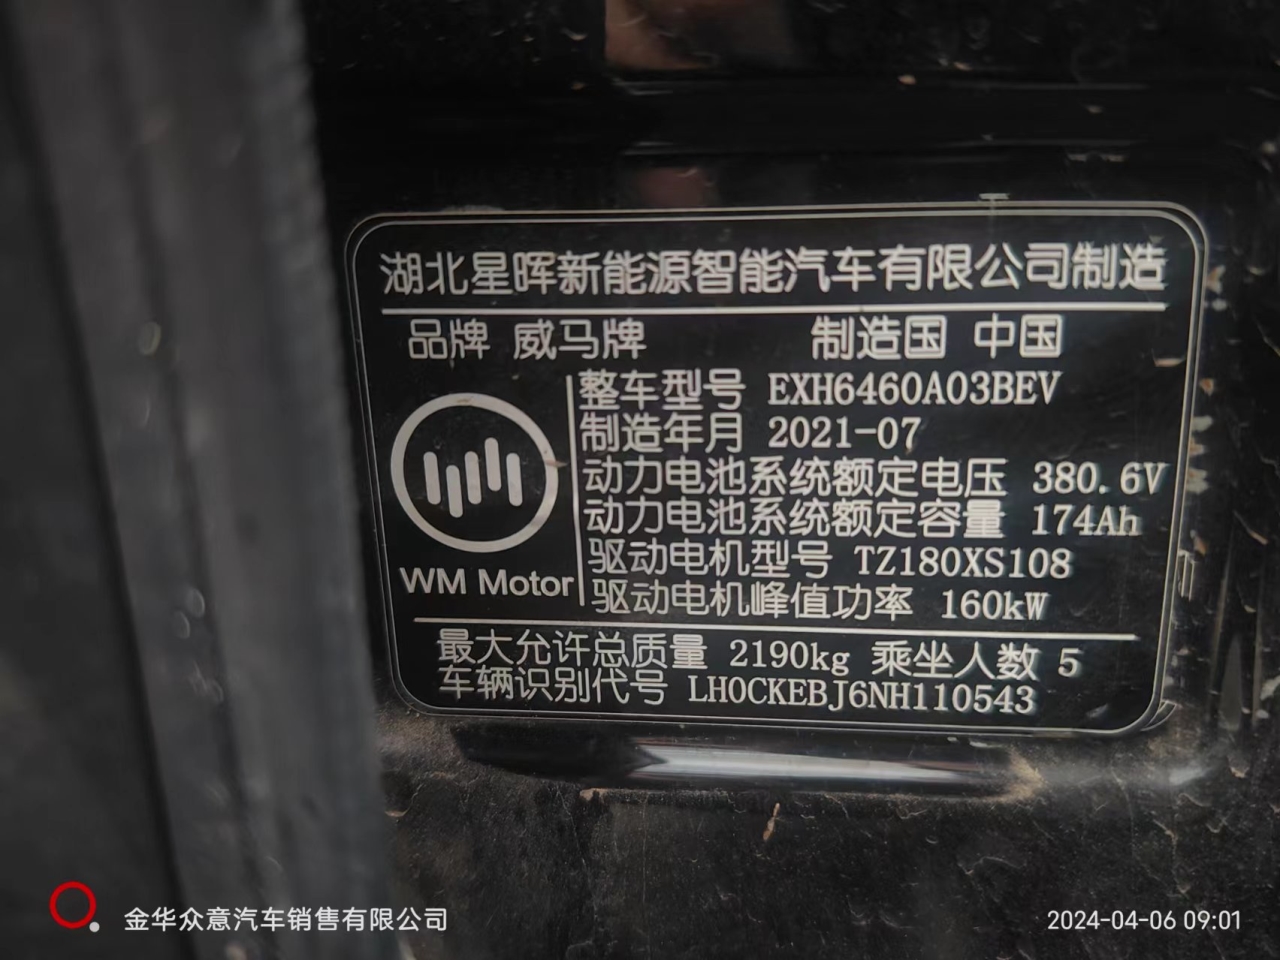 湖北星晖新能源智能汽车有限公司制造
品牌 威马牌 制造国 中国
整车型号 EXH6460A03BEV
制造年月 2021-07
动力电池系统额定电压 380.6V
动力电池系统额定容量 174Ah
驱动电机型号 TZ180XS108
驱动电机峰值功率 160kW
WM Motor
最大允许总质量 2190kg 乘坐人数 5
车辆识别代号 LH0CKEBJ6NH110543
金华众意汽车销售有限公司
2024-04-06 09:01